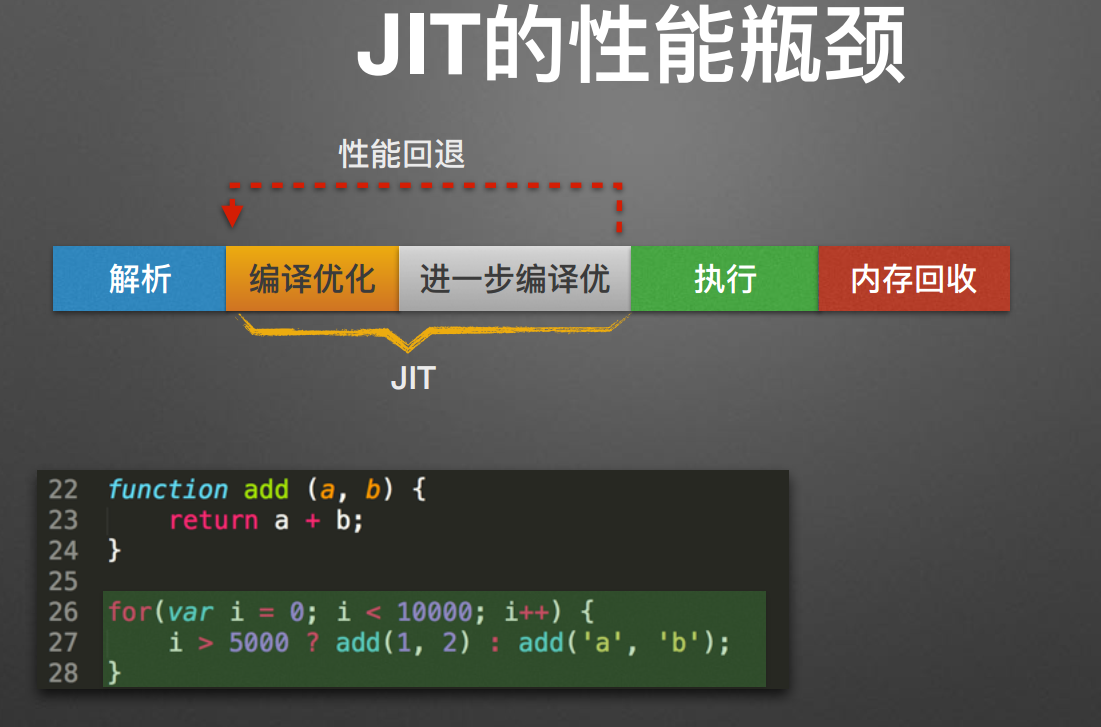 JIT的性能瓶颈
性能回退
解析 编译优化 进一步编译优 执行 内存回收
JIT
22 function add (a, b) {
23     return a + b;
24 }
25
26 for(var i = 0; i < 10000; i++) {
27     i > 5000 ? add(1, 2) : add('a', 'b');
28 }